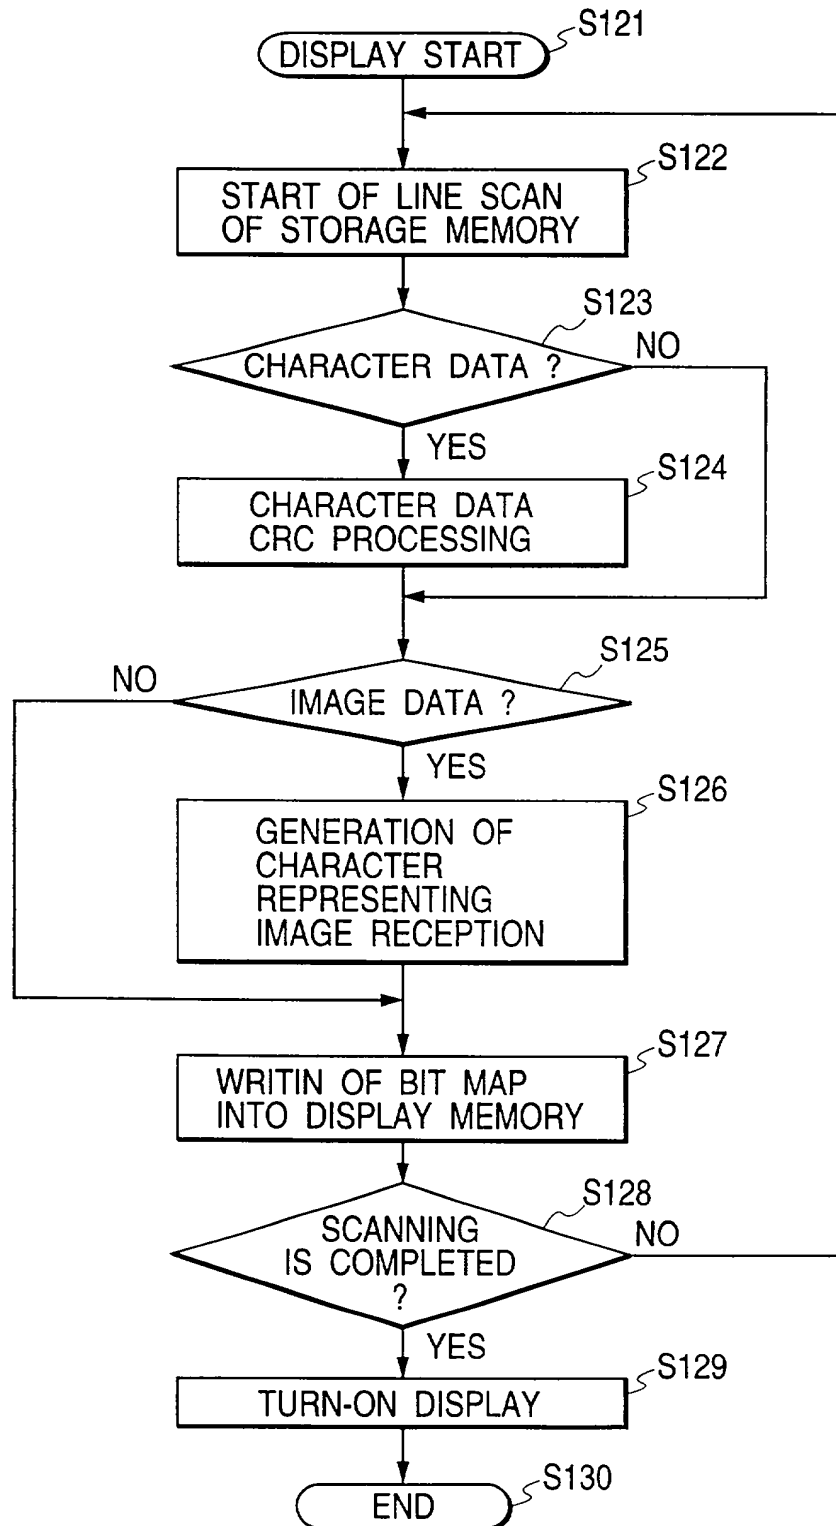 S121
DISPLAY START
S122
START OF LINE SCAN
OF STORAGE MEMORY
S123
CHARACTER DATA ?
NO
YES
S124
CHARACTER DATA
CRC PROCESSING
S125
NO
IMAGE DATA ?
YES
S126
GENERATION OF
CHARACTER
REPRESENTING
IMAGE RECEPTION
S127
WRITIN OF BIT MAP
INTO DISPLAY MEMORY
S128
SCANNING
IS COMPLETED
?
NO
YES
S129
TURN-ON DISPLAY
S130
END